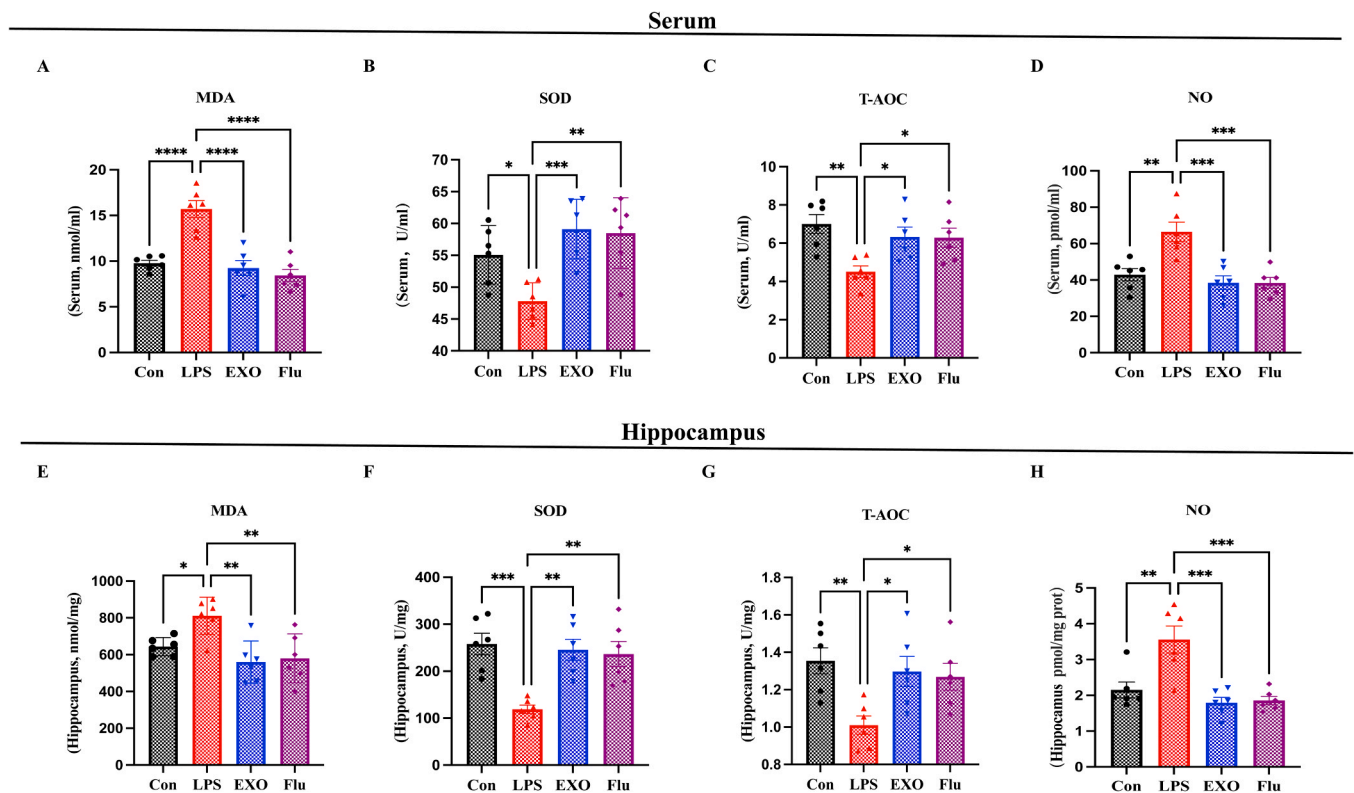 Serum
A
B
C
D
MDA
SOD
T-AOC
NO
****
**** ****
(Serum, nmol/ml)
20
15
10
5
0
Con LPS EXO Flu
**
* ***
(Serum, U/ml)
70
65
60
55
50
45
40
Con LPS EXO Flu
*
** *
(Serum, U/ml)
10
8
6
4
2
0
Con LPS EXO Flu
***
** ***
(Serum, pmol/ml)
100
80
60
40
20
0
Con LPS EXO Flu
Hippocampus
E
F
G
H
MDA
SOD
T-AOC
NO
**
* **
(Hippocampus, nmol/mg)
1000
800
600
400
200
0
Con LPS EXO Flu
**
*** **
(Hippocampus, U/mg)
400
300
200
100
0
Con LPS EXO Flu
*
** *
(Hippocampus, U/mg)
1.8
1.6
1.4
1.2
1.0
0.8
Con LPS EXO Flu
***
** ***
(Hippocamus pmol/mg prot)
5
4
3
2
1
0
Con LPS EXO Flu